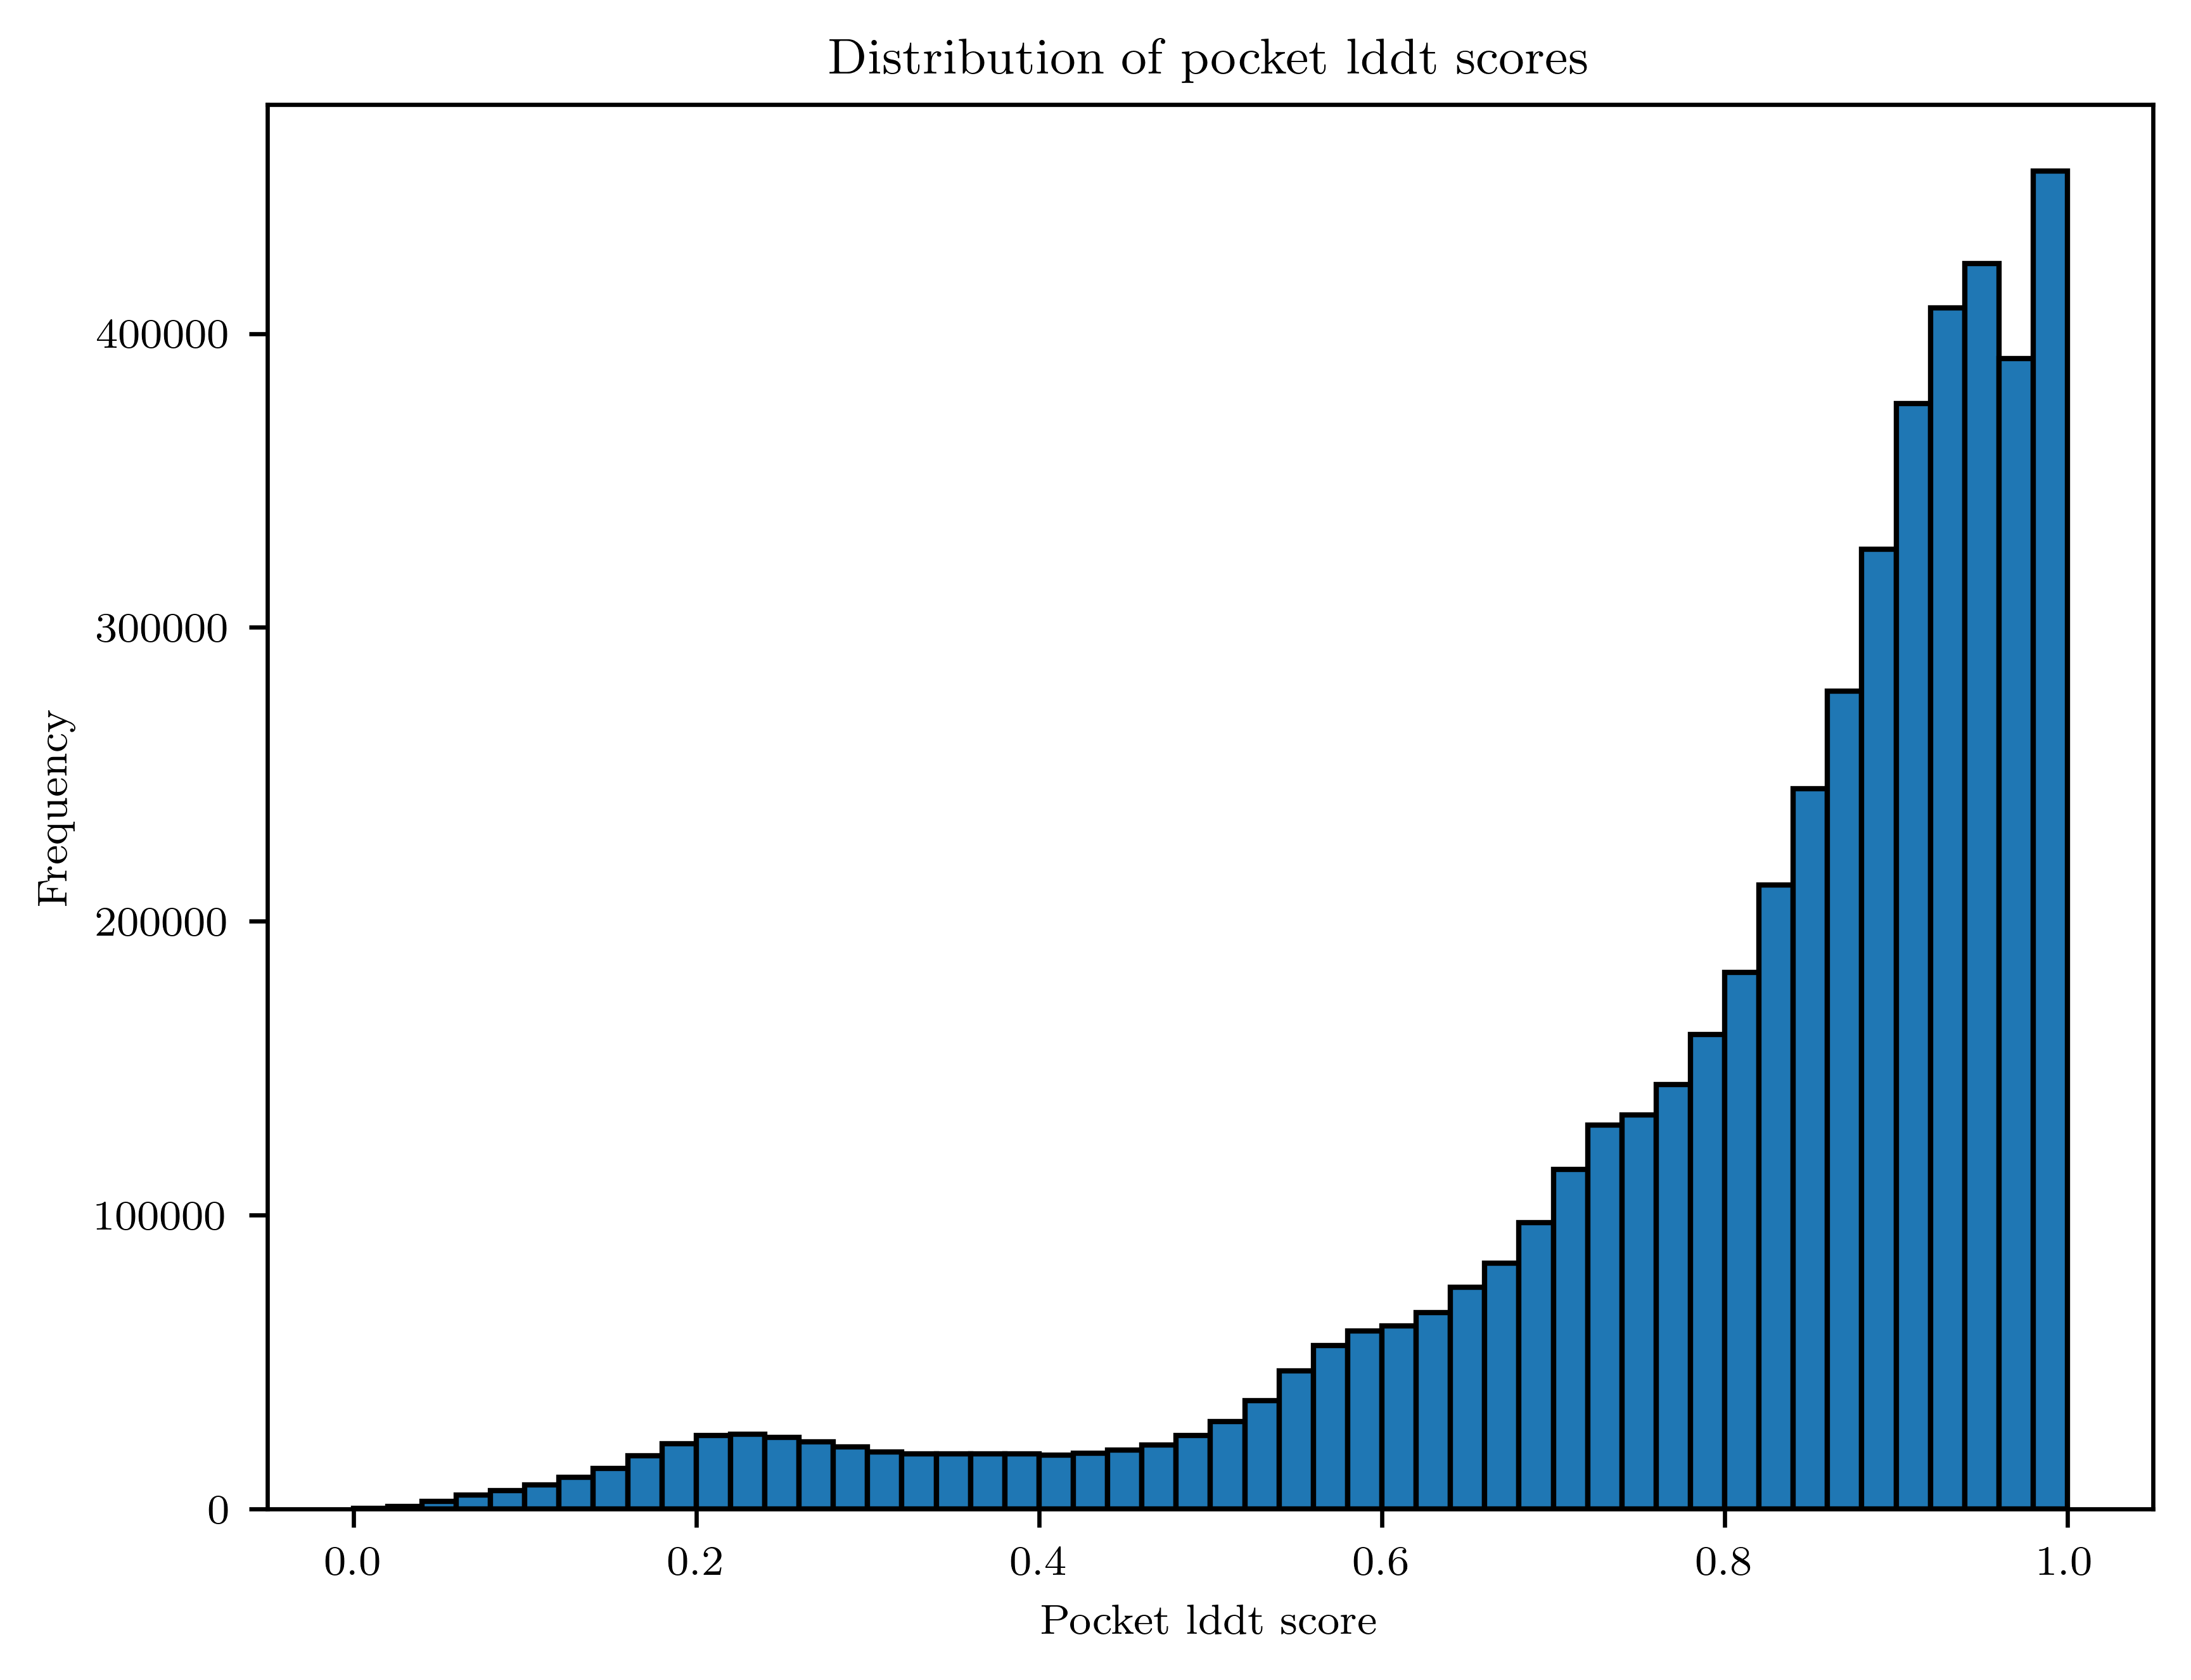 Distribution of pocket lddt scores
Frequency
400000
300000
200000
100000
0
0.0 0.2 0.4 0.6 0.8 1.0
Pocket lddt score